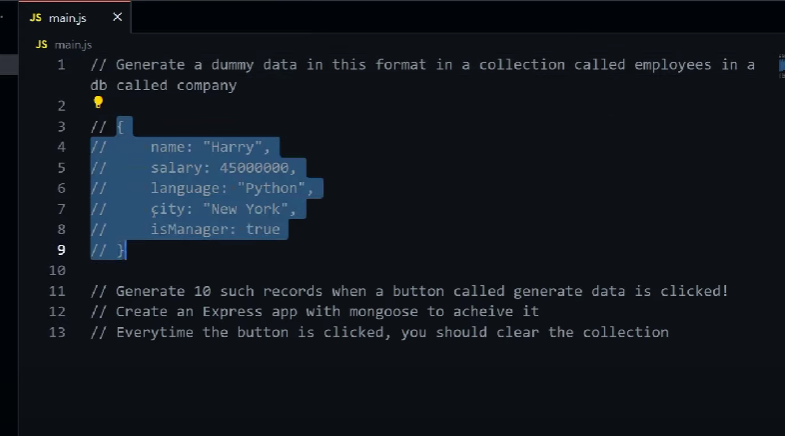 JS main.js ×
JS main.js
1 // Generate a dummy data in this format in a collection called employees in a
db called company
2
3 // {
4 //     name: "Harry",
5 //     salary: 45000000,
6 //     language: "Python",
7 //     city: "New York",
8 //     isManager: true
9 // }
10
11 // Generate 10 such records when a button called generate data is clicked!
12 // Create an Express app with mongoose to acheive it
13 // Everytime the button is clicked, you should clear the collection